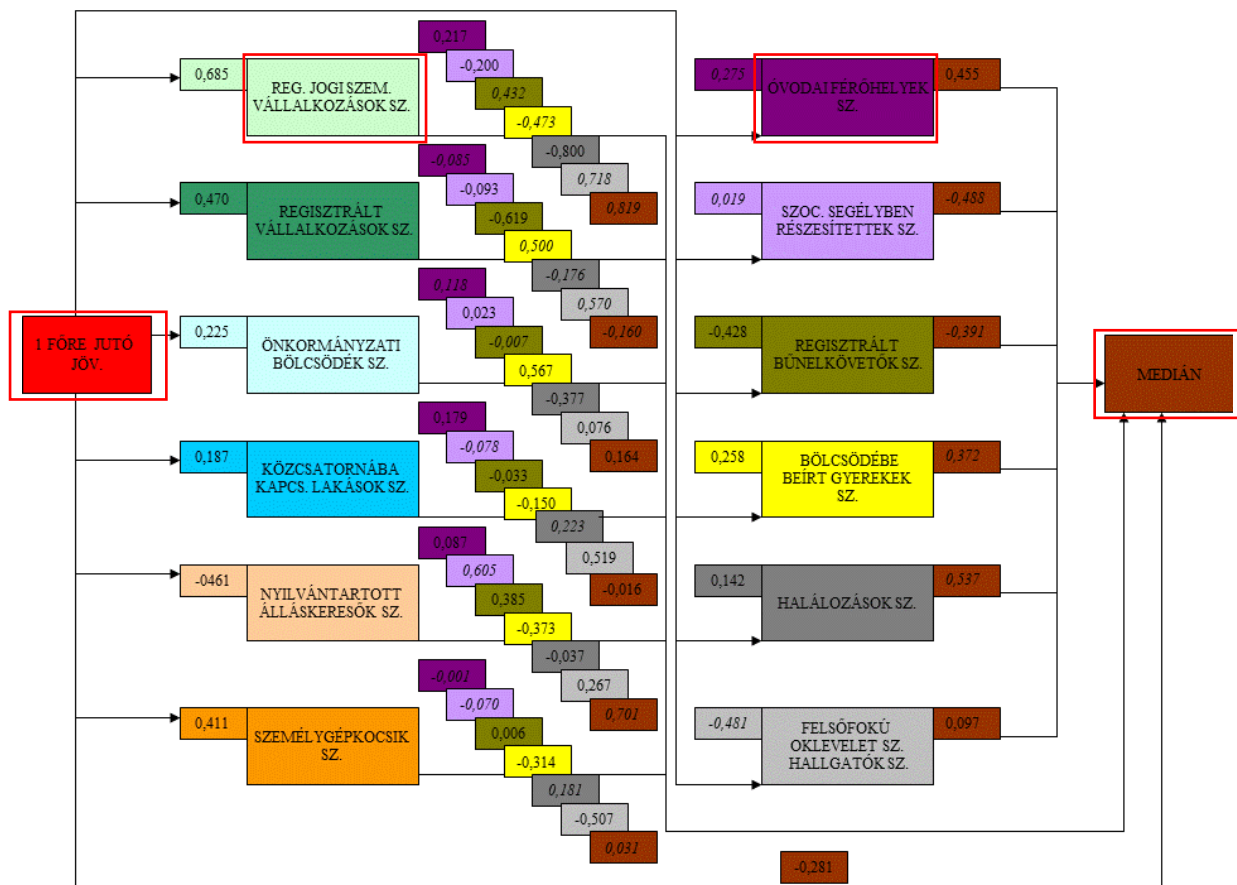 0,685
REG. JOGI SZEM.
VÁLLALKOZÁSOK SZ.
0,217
-0,200
0,432
-0,473
-0,800
0,718
0,819
0,470
REGISZTRÁLT
VÁLLALKOZÁSOK SZ.
-0,085
-0,093
-0,619
0,500
-0,176
0,570
-0,160
1 FŐRE JUTÓ
JÖV.
0,225
ÖNKORMÁNYZATI
BÖLCSÖDÉK SZ.
0,118
0,023
-0,007
0,567
-0,377
0,076
0,164
0,187
KÖZCSATORNÁBA
KAPCS. LAKÁSOK SZ.
0,179
-0,078
-0,033
-0,150
0,223
0,519
-0,016
-0461
NYILVÁNTARTOTT
ÁLLÁSKERESŐK SZ.
0,087
0,605
0,385
-0,373
-0,037
0,267
0,701
0,411
SZEMÉLYGÉPKOCSIK
SZ.
-0,001
-0,070
0,006
-0,314
0,181
-0,507
0,031
0,275
ÓVODAI FÉRŐHELYEK
SZ.
0,455
0,019
SZOC. SEGÉLYBEN
RÉSZESÍTETTEK SZ.
-0,488
-0,428
REGISZTRÁLT
BŰNELKÖVETŐK SZ.
-0,391
0,258
BÖLCSÖDÉBE
BEÍRT GYEREKEK
SZ.
0,372
0,142
HALÁLOZÁSOK SZ.
0,537
-0,481
FELSŐFOKÚ
OKLEVELET SZ.
HALLGATÓK SZ.
0,097
MEDIÁN
-0,281